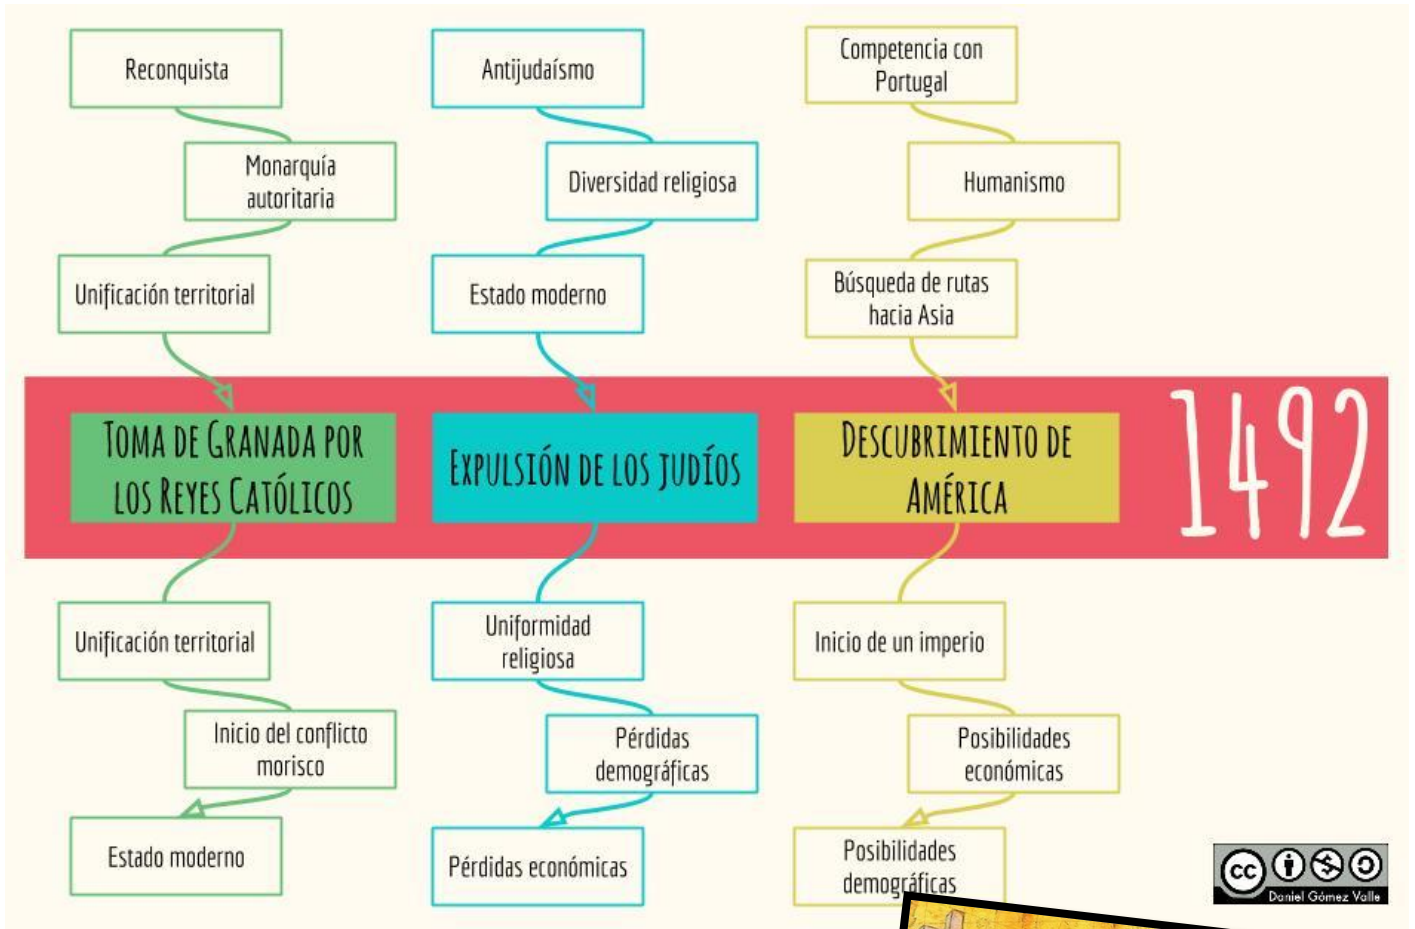 Reconquista
Monarquía
autoritaria
Unificación territorial
TOMA DE GRANADA POR
LOS REYES CATÓLICOS
Unificación territorial
Inicio del conflicto
morisco
Estado moderno
Antijudaísmo
Diversidad religiosa
Estado moderno
EXPULSIÓN DE LOS JUDÍOS
Uniformidad
religiosa
Pérdidas
demográficas
Pérdidas económicas
Competencia con
Portugal
Humanismo
Búsqueda de rutas
hacia Asia
DESCUBRIMIENTO DE
AMÉRICA
Inicio de un imperio
Posibilidades
económicas
Posibilidades
demográficas
1492
cc
Daniel Gómez Valle